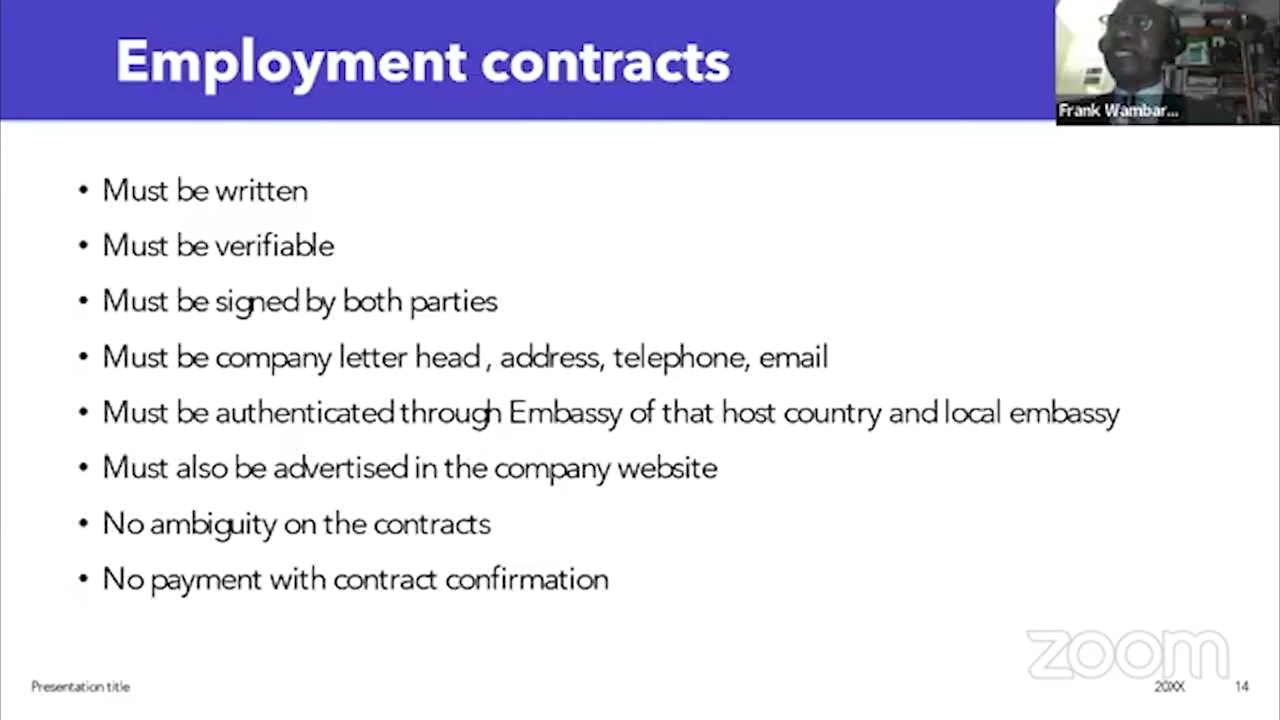 Employment contracts
Frank Wambar...
• Must be written
• Must be verifiable
• Must be signed by both parties
• Must be company letter head , address, telephone, email
• Must be authenticated through Embassy of that host country and local embassy
• Must also be advertised in the company website
• No ambiguity on the contracts
• No payment with contract confirmation
zoom
Presentation title
20XX
14